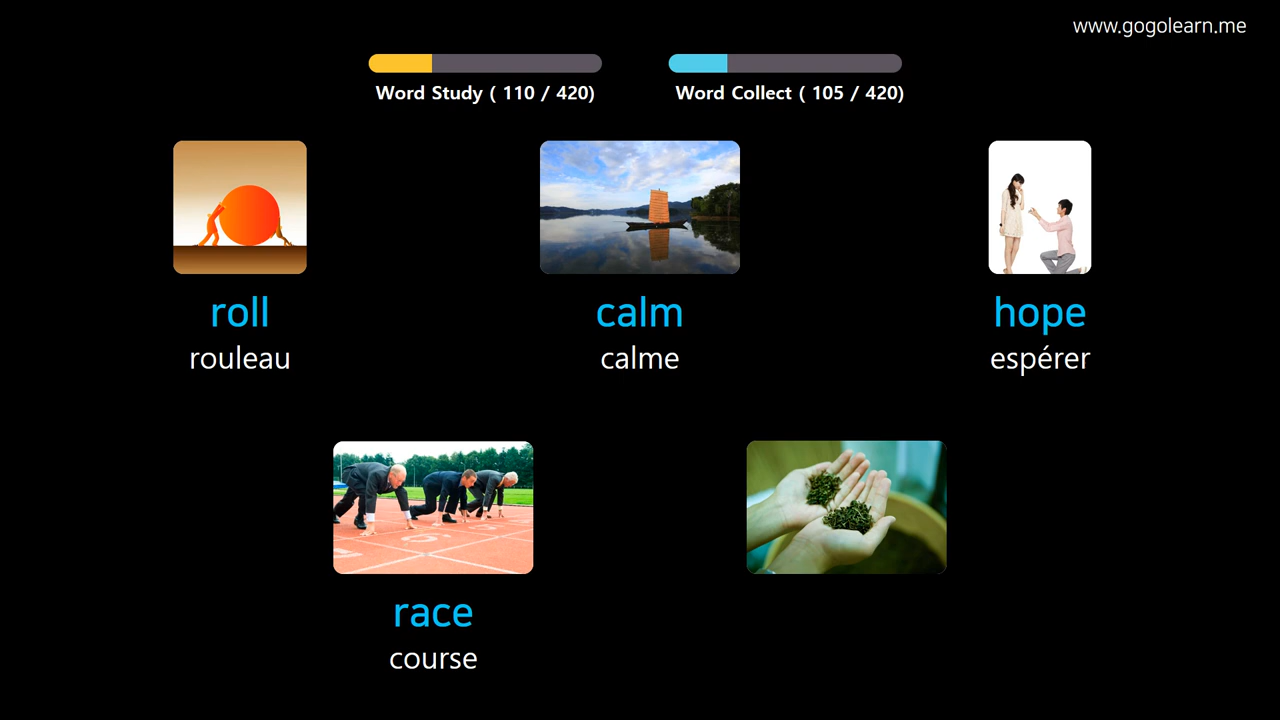 www.gogolearn.me
Word Study ( 110 / 420)
Word Collect ( 105 / 420)
roll
rouleau
calm
calme
hope
espérer
race
course